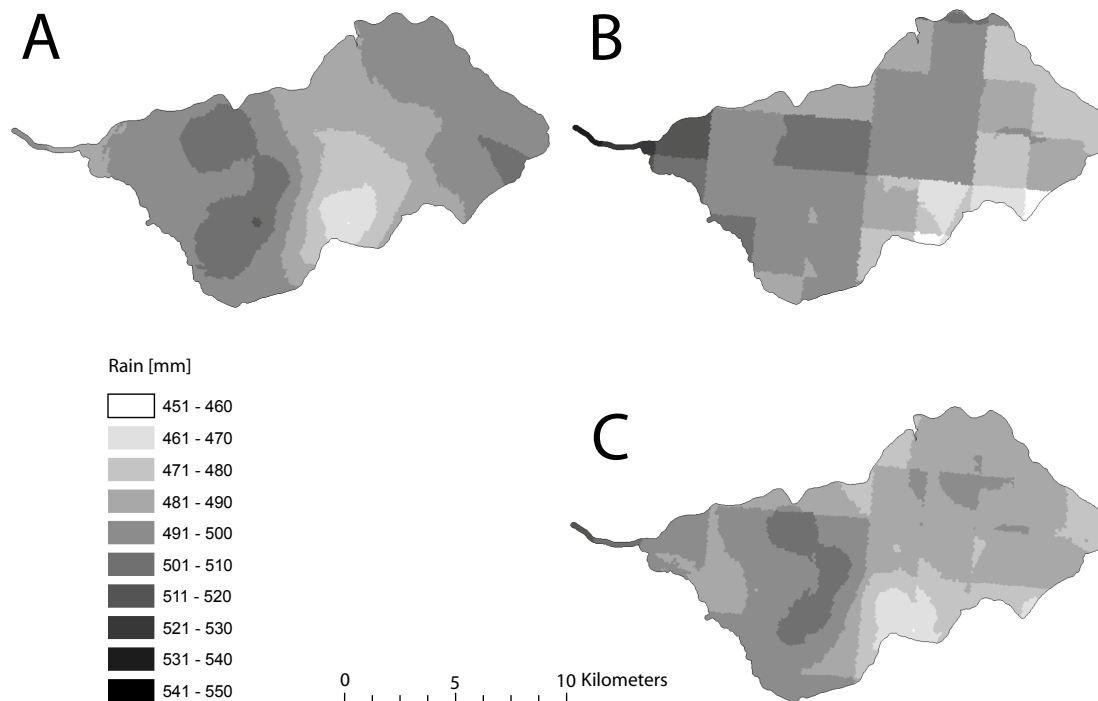 A
B
Rain [mm]
451 - 460
461 - 470
471 - 480
481 - 490
491 - 500
501 - 510
511 - 520
521 - 530
531 - 540
541 - 550
C
0 5 10 Kilometers